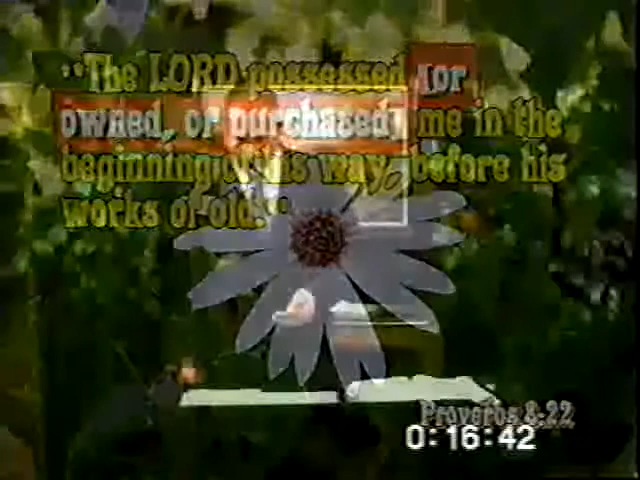 "The LORD possessed [or
owned, or purchased] me in the
beginning of his way, before his
works of old."
Proverbs 8:22
0:16:42